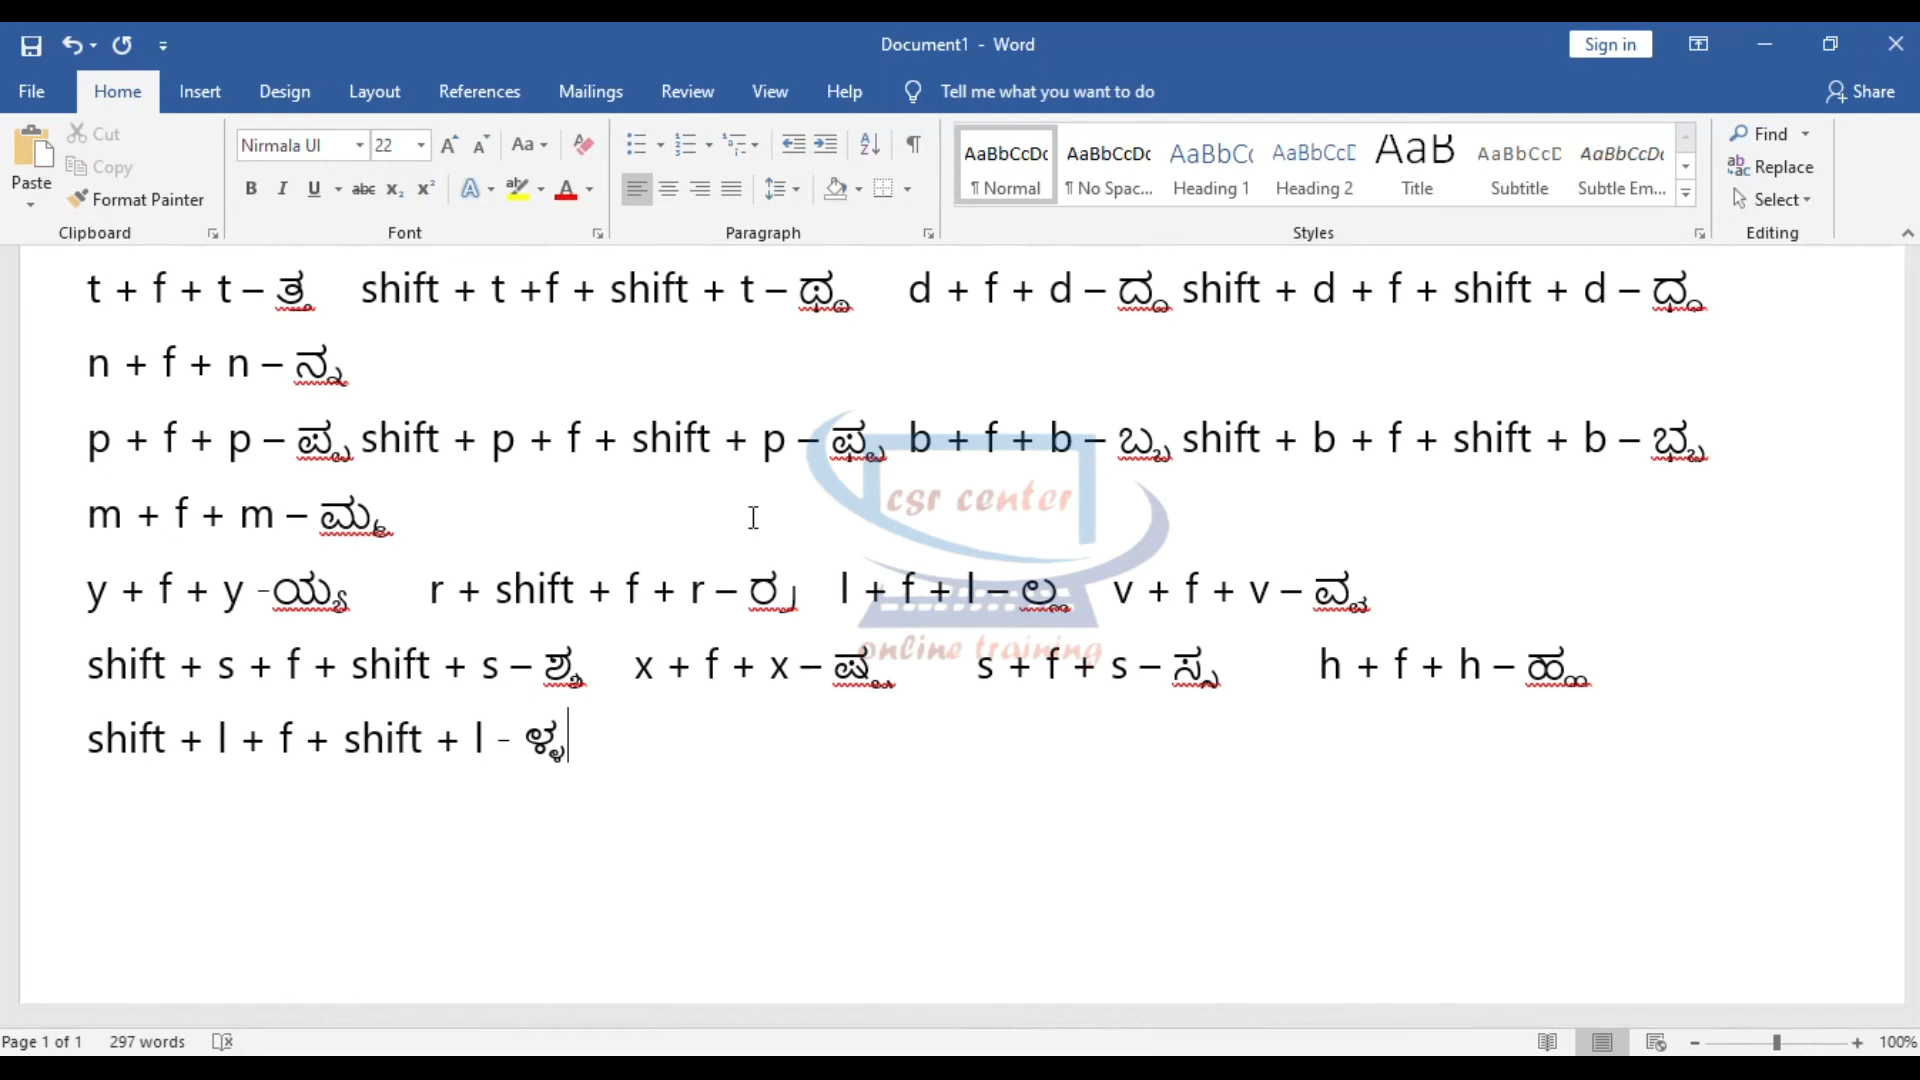 Document1 - Word
Sign in
File Home Insert Design Layout References Mailings Review View Help Tell me what you want to do Share
Paste Cut Copy Format Painter
Nirmala UI 22
AaBbCcDc AaBbCcDc AaBbCc AaBbCcD AaB AaBbCcD AaBbCcDc
¶ Normal ¶ No Spac... Heading 1 Heading 2 Title Subtitle Subtle Em...
Find Replace Select
Clipboard Font Paragraph Styles Editing
t + f + t – ತ್ತ shift + t +f + shift + t – ಥ್ಥ d + f + d – ದ್ದ shift + d + f + shift + d – ಧ್ಧ
n + f + n – ನ್ನ
p + f + p – ಪ್ಪ shift + p + f + shift + p – ಫ್ಫ b + f + b – ಬ್ಬ shift + b + f + shift + b – ಭ್ಭ
m + f + m – ಮ್ಮ
y + f + y -ಯ್ಯ r + shift + f + r – ರ್‍ರ l + f + l – ಲ್ಲ v + f + v – ವ್ವ
shift + s + f + shift + s – ಶ್ಶ x + f + x – ಷ್ಷ s + f + s – ಸ್ಸ h + f + h – ಹ್ಹ
shift + l + f + shift + l - ಳ್ಳ
csr center
online training
Page 1 of 1 297 words 100%